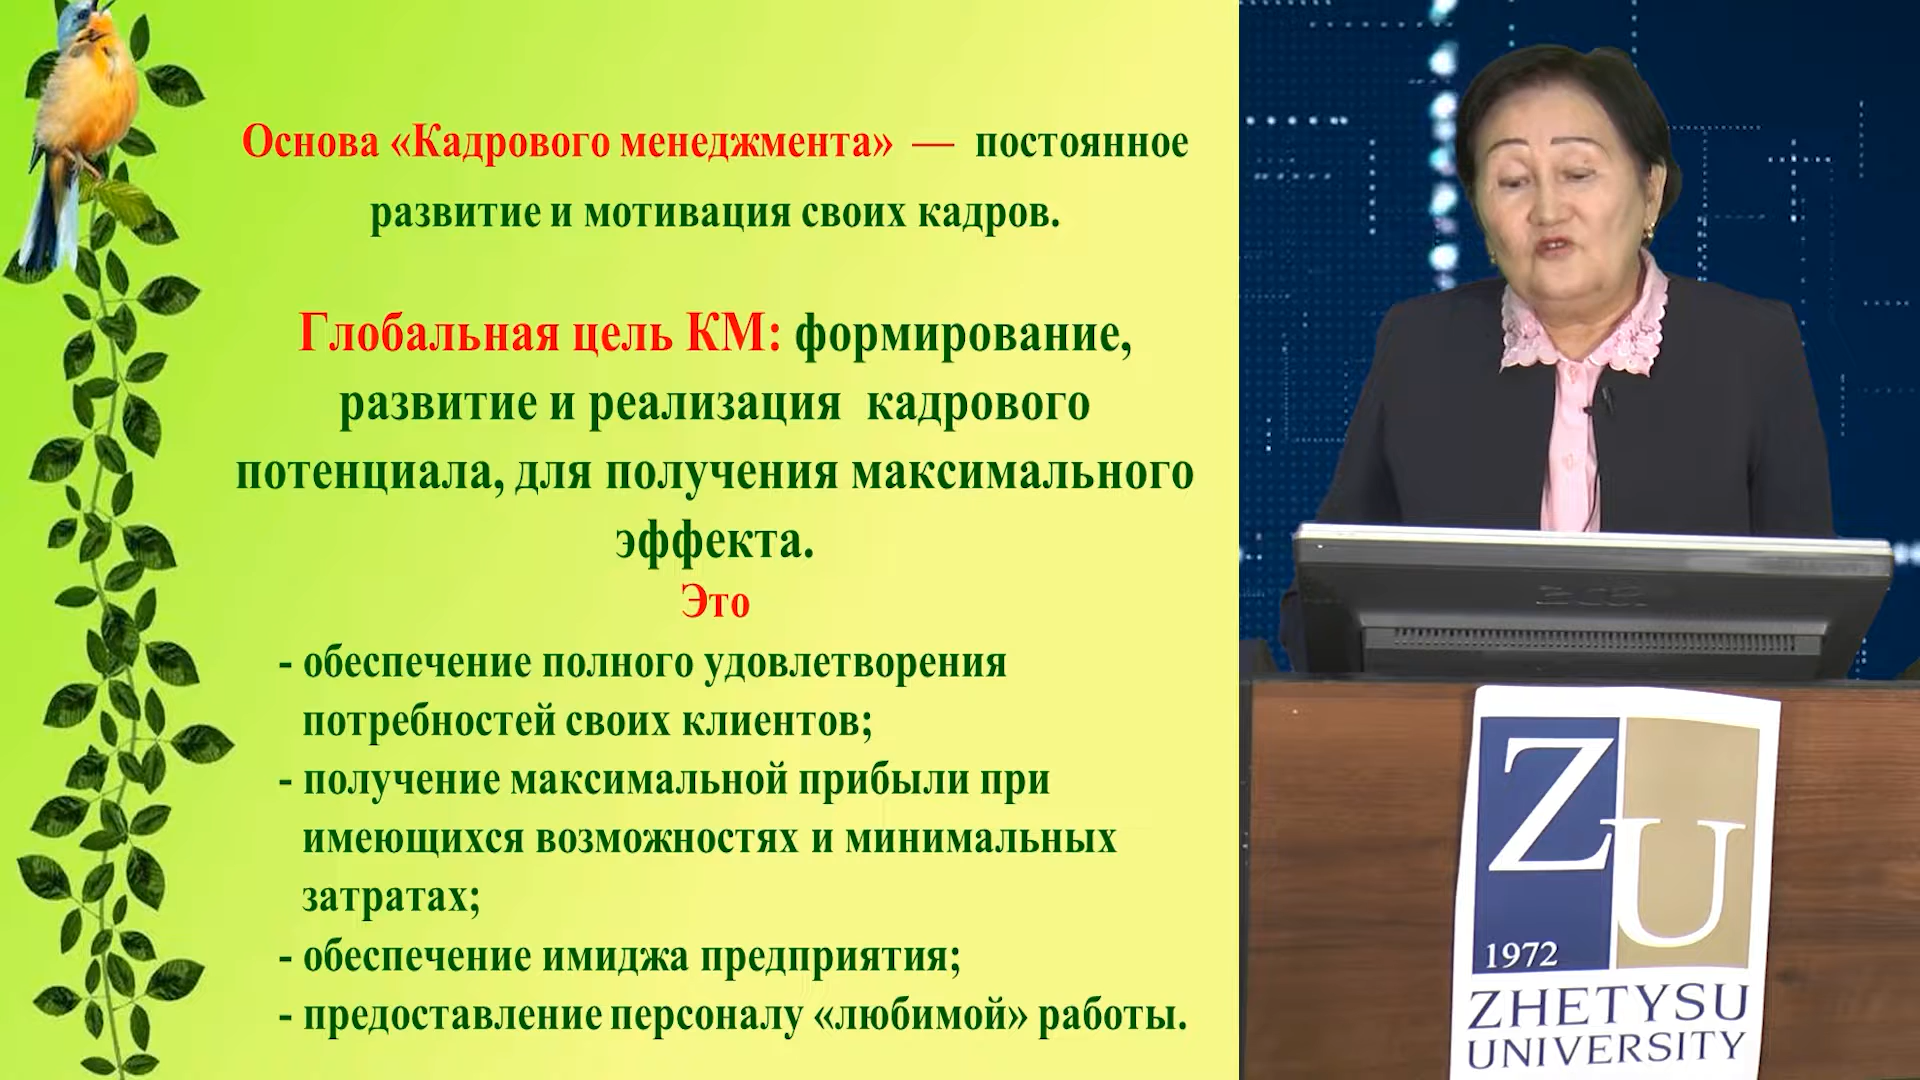 Основа «Кадрового менеджмента» — постоянное
развитие и мотивация своих кадров.
Глобальная цель КМ: формирование,
развитие и реализация кадрового
потенциала, для получения максимального
эффекта.
Это
- обеспечение полного удовлетворения
потребностей своих клиентов;
- получение максимальной прибыли при
имеющихся возможностях и минимальных
затратах;
- обеспечение имиджа предприятия;
- предоставление персоналу «любимой» работы.
ZU
1972
ZHETYSU
UNIVERSITY